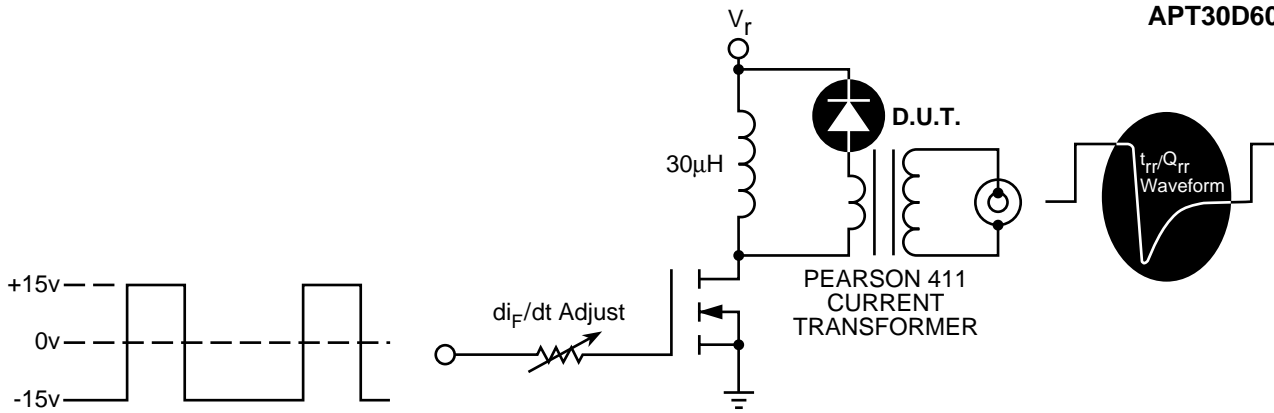 APT30D60
Vr
D.U.T.
30μH
trr/Qrr
Waveform
+15v
0v
-15v
diF/dt Adjust
PEARSON 411
CURRENT
TRANSFORMER